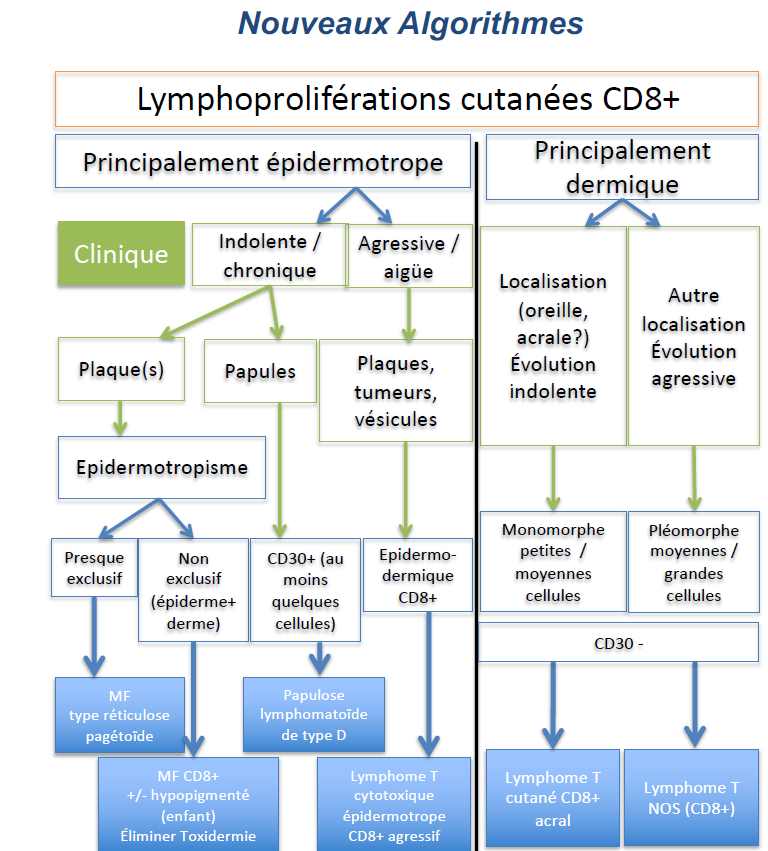 Nouveaux Algorithmes
Lymphoproliférations cutanées CD8+
Principalement épidermotrope
Principalement
dermique
Clinique
Indolente /
chronique
Agressive /
aigüe
Localisation
(oreille,
acrale?)
Évolution
indolente
Autre
localisation
Évolution
agressive
Plaque(s)
Papules
Plaques,
tumeurs,
vésicules
Epidermotropisme
Presque
exclusif
Non
exclusif
(épiderme+
derme)
CD30+ (au
moins
quelques
cellules)
Epidermo-
dermique
CD8+
Monomorphe
petites /
moyennes
cellules
Pléomorphe
moyennes /
grandes
cellules
CD30 -
MF
type réticulose
pagétoïde
Papulose
lymphomatoïde
de type D
MF CD8+
+/- hypopigmenté
(enfant)
Éliminer Toxidermie
Lymphome T
cytotoxique
épidermotrope
CD8+ agressif
Lymphome T
cutané CD8+
acral
Lymphome T
NOS (CD8+)